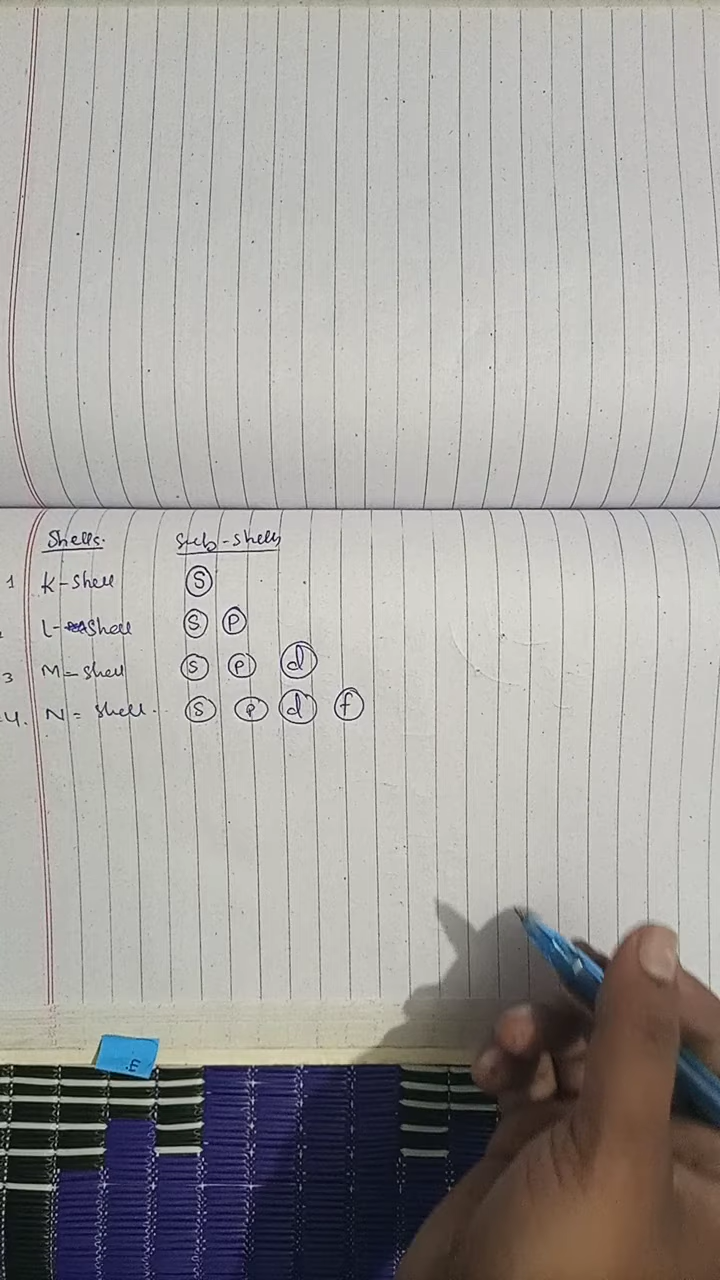 Shells. Sub-shells
1 K-shell S
L-shell S P
3 M-shell S P d
4. N= shell. S P d f
E